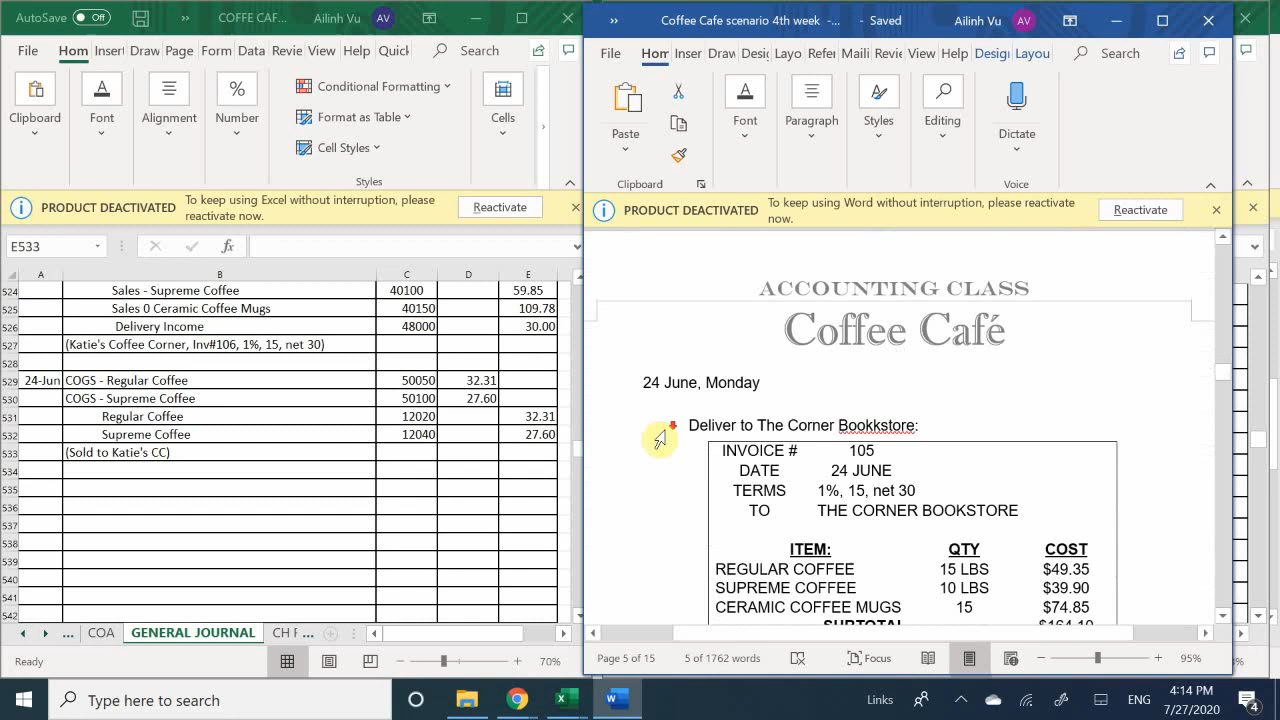 AutoSave Off COFFE CAF... Ailinh Vu AV
File Hom Insert Draw Page Form Data Revie View Help Quick Search
Clipboard
Font
Alignment
Number
Conditional Formatting
Format as Table
Cell Styles
Cells
Styles
PRODUCT DEACTIVATED To keep using Excel without interruption, please reactivate now. Reactivate
E533 fx
A B C D E
524 Sales - Supreme Coffee 40100 59.85
525 Sales 0 Ceramic Coffee Mugs 40150 109.78
526 Delivery Income 48000 30.00
527 (Katie's Coffee Corner, Inv#106, 1%, 15, net 30)
528
529 24-Jun COGS - Regular Coffee 50050 32.31
530 COGS - Supreme Coffee 50100 27.60
531 Regular Coffee 12020 32.31
532 Supreme Coffee 12040 27.60
533 (Sold to Katie's CC)
534
535
536
537
538
539
540
541
542
... COA GENERAL JOURNAL CH F ...
Ready 70%
Coffee Cafe scenario 4th week -... - Saved Ailinh Vu AV
File Hom Inser Draw Desig Layo Refer Maili Revie View Help Desigr Layou Search
Paste
Font
Paragraph
Styles
Editing
Dictate
Clipboard Voice
PRODUCT DEACTIVATED To keep using Word without interruption, please reactivate now. Reactivate
ACCOUNTING CLASS
Coffee Café
24 June, Monday
Deliver to The Corner Bookkstore:
INVOICE # 105
DATE 24 JUNE
TERMS 1%, 15, net 30
TO THE CORNER BOOKSTORE
ITEM: QTY COST
REGULAR COFFEE 15 LBS $49.35
SUPREME COFFEE 10 LBS $39.90
CERAMIC COFFEE MUGS 15 $74.85
SUBTOTAL $164.10
Page 5 of 15 5 of 1762 words Focus 95%
Type here to search
Links ENG 4:14 PM
7/27/2020 4